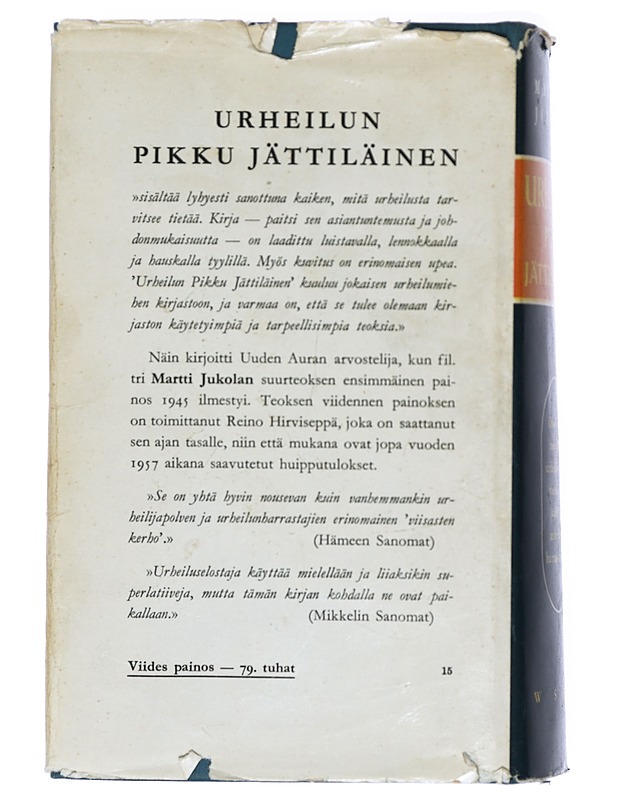 URHEILUN
PIKKU JÄTTILÄINEN
»sisältää lyhyesti sanottuna kaiken, mitä urheilusta tar-
vitsee tietää. Kirja — paitsi sen asiantuntemusta ja joh-
donmukaisuutta — on laadittu luistavalla, lennokkaalla
ja hauskalla tyylillä. Myös kuvitus on erinomaisen upea.
'Urheilun Pikku Jättiläinen' kuuluu jokaisen urheilumie-
hen kirjastoon, ja varmaa on, että se tulee olemaan kir-
jaston käytetyimpiä ja tarpeellisimpia teoksia.»
Näin kirjoitti Uuden Auran arvostelija, kun fil.
tri Martti Jukolan suurteoksen ensimmäinen pai-
nos 1945 ilmestyi. Teoksen viidennen painoksen
on toimittanut Reino Hirviseppä, joka on saattanut
sen ajan tasalle, niin että mukana ovat jopa vuoden
1957 aikana saavutetut huipputulokset.
»Se on yhtä hyvin nousevan kuin vanhemmankin ur-
heilijapolven ja urheilunharrastajien erinomainen 'viisasten
kerho'.» (Hämeen Sanomat)
»Urheiluselostaja käyttää mielellään ja liiaksikin su-
perlatiiveja, mutta tämän kirjan kohdalla ne ovat pai-
kallaan.» (Mikkelin Sanomat)
Viides painos — 79. tuhat 15